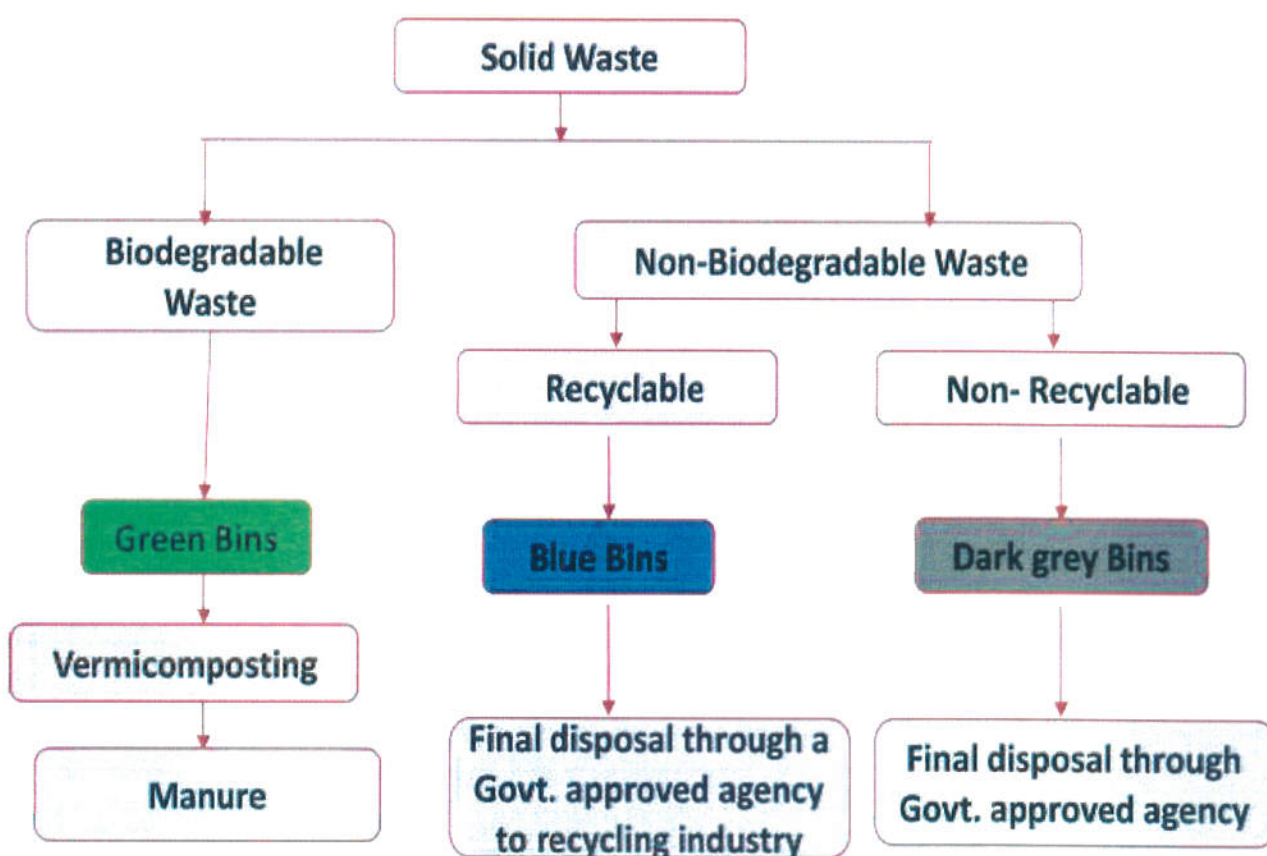 Solid Waste
Biodegradable
Waste
Non-Biodegradable Waste
Recyclable
Non- Recyclable
Green Bins
Blue Bins
Dark grey Bins
Vermicomposting
Manure
Final disposal through a
Govt. approved agency
to recycling industry
Final disposal through
Govt. approved agency